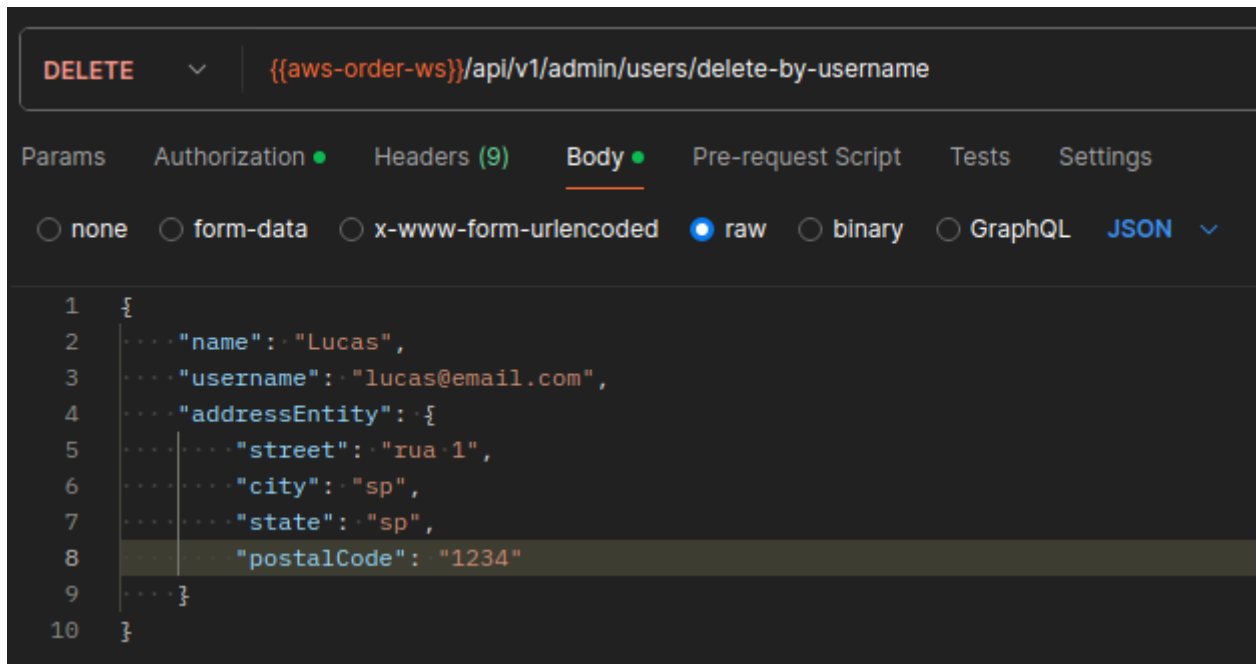 DELETE {{aws-order-ws}}/api/v1/admin/users/delete-by-username
Params Authorization Headers (9) Body Pre-request Script Tests Settings
none form-data x-www-form-urlencoded raw binary GraphQL JSON
1 {
2 "name": "Lucas",
3 "username": "lucas@email.com",
4 "addressEntity": {
5 "street": "rua 1",
6 "city": "sp",
7 "state": "sp",
8 "postalCode": "1234"
9 }
10 }